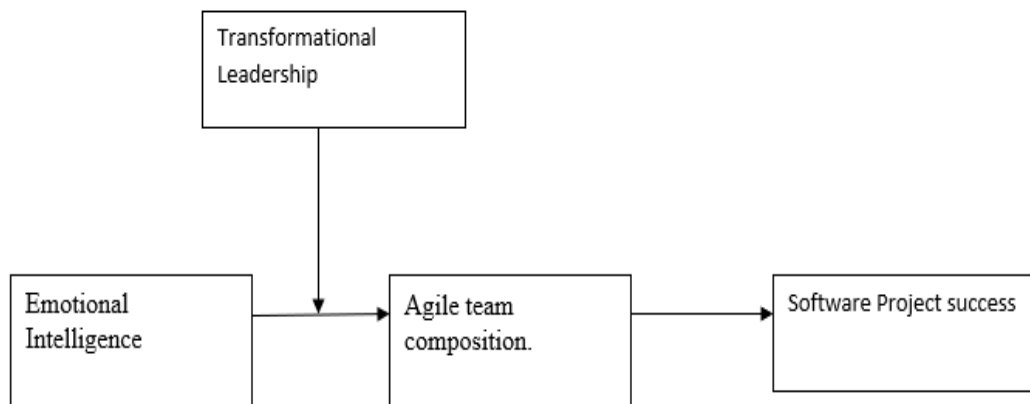 Transformational
Leadership
Emotional
Intelligence
Agile team
composition.
Software Project success